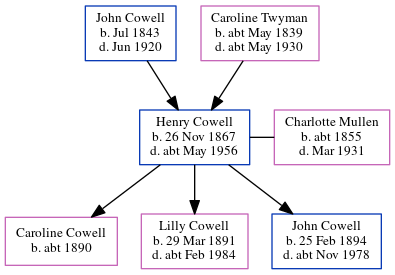 John Cowell
b. Jul 1843
d. Jun 1920
Caroline Twyman
b. abt May 1839
d. abt May 1930
Henry Cowell
b. 26 Nov 1867
d. abt May 1956
Charlotte Mullen
b. abt 1855
d. Mar 1931
Caroline Cowell
b. abt 1890
Lilly Cowell
b. 29 Mar 1891
d. abt Feb 1984
John Cowell
b. 25 Feb 1894
d. abt Nov 1978